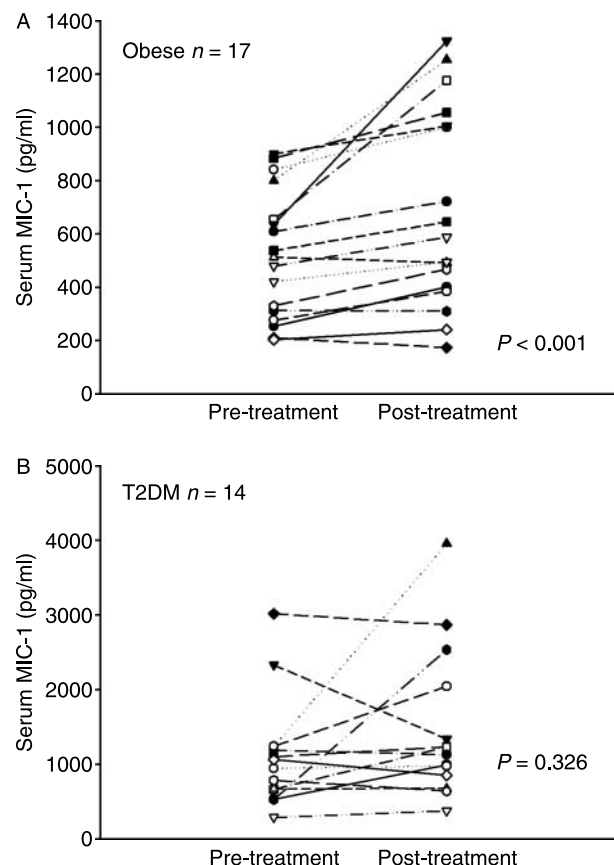 A
1400
Obese n = 17
1200
1000
800
600
400
200
0
Serum MIC-1 (pg/ml)
P < 0.001
Pre-treatment Post-treatment
B
5000
T2DM n = 14
4000
3000
2000
1000
0
Serum MIC-1 (pg/ml)
P = 0.326
Pre-treatment Post-treatment